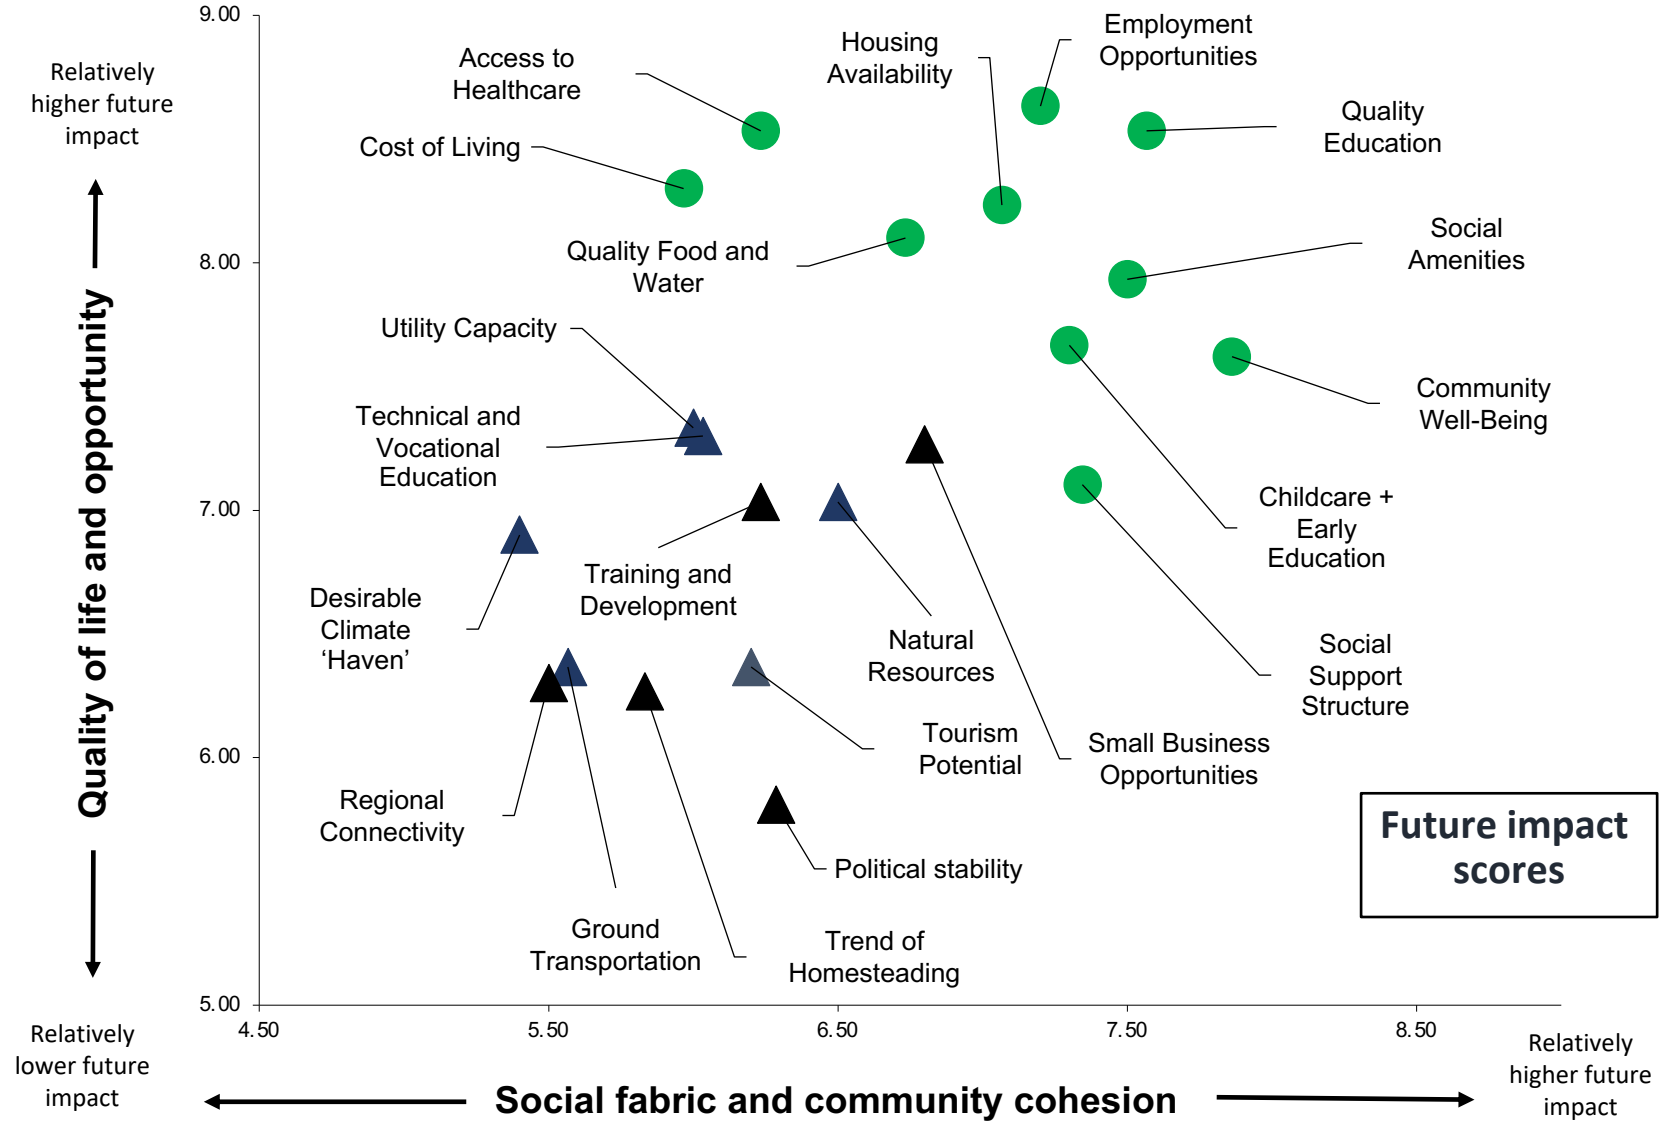 9.00
Relatively
higher future
impact
Access to
Healthcare
Housing
Availability
Employment
Opportunities
Quality
Education
Cost of Living
Quality Food and
Water
Social
Amenities
8.00
Utility Capacity
Technical and
Vocational
Education
Community
Well-Being
7.00
Childcare +
Early
Education
Training and
Development
Desirable
Climate
‘Haven’
Natural
Resources
Social
Support
Structure
6.00
Tourism
Potential
Small Business
Opportunities
Regional
Connectivity
Political stability
Future impact
scores
Ground
Transportation
Trend of
Homesteading
Quality of life and opportunity
5.00
4.50
5.50
6.50
7.50
8.50
Relatively
lower future
impact
Social fabric and community cohesion
Relatively
higher future
impact